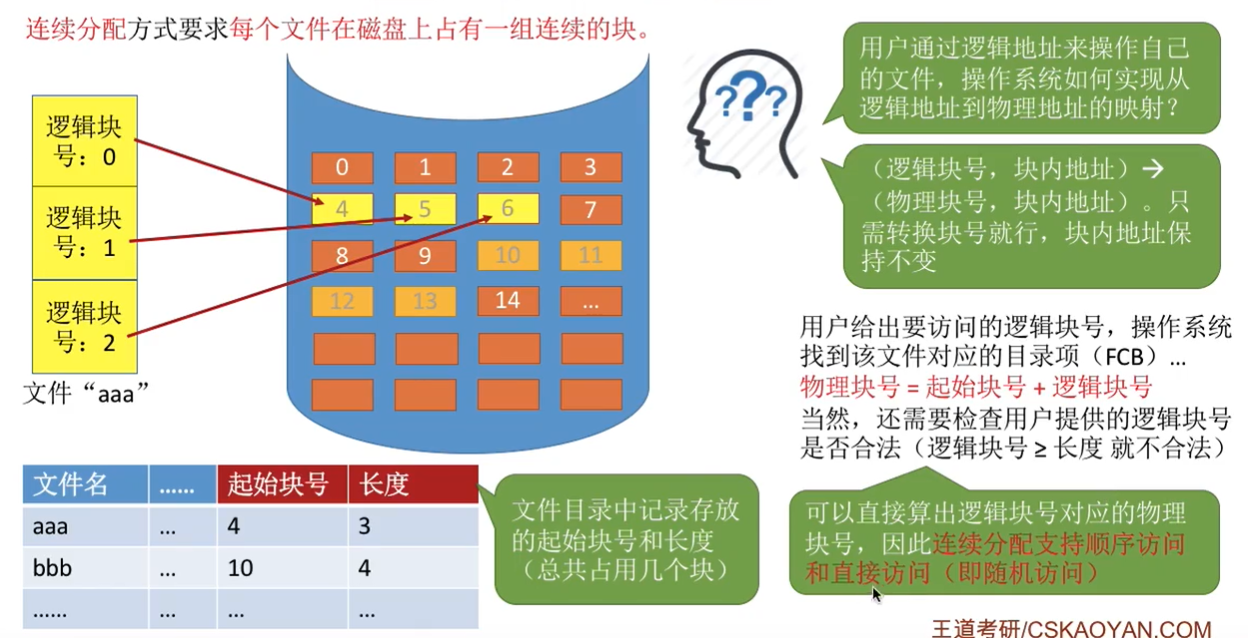 连续分配方式要求每个文件在磁盘上占有一组连续的块。
逻辑块
号：0
逻辑块
号：1
逻辑块
号：2
文件“aaa”
0 1 2 3
4 5 6 7
8 9 10 11
12 13 14 ...
???
用户通过逻辑地址来操作自己
的文件，操作系统如何实现从
逻辑地址到物理地址的映射？
（逻辑块号，块内地址）→
（物理块号，块内地址）。只
需转换块号就行，块内地址保
持不变
用户给出要访问的逻辑块号，操作系统
找到该文件对应的目录项（FCB）...
物理块号 = 起始块号 + 逻辑块号
当然，还需要检查用户提供的逻辑块号
是否合法（逻辑块号 ≥ 长度 就不合法）
文件名 …… 起始块号 长度
aaa ... 4 3
bbb ... 10 4
…… ... ... ...
文件目录中记录存放
的起始块号和长度
（总共占用几个块）
可以直接算出逻辑块号对应的物理
块号，因此连续分配支持顺序访问
和直接访问（即随机访问）
王道考研/CSKAOYAN.COM